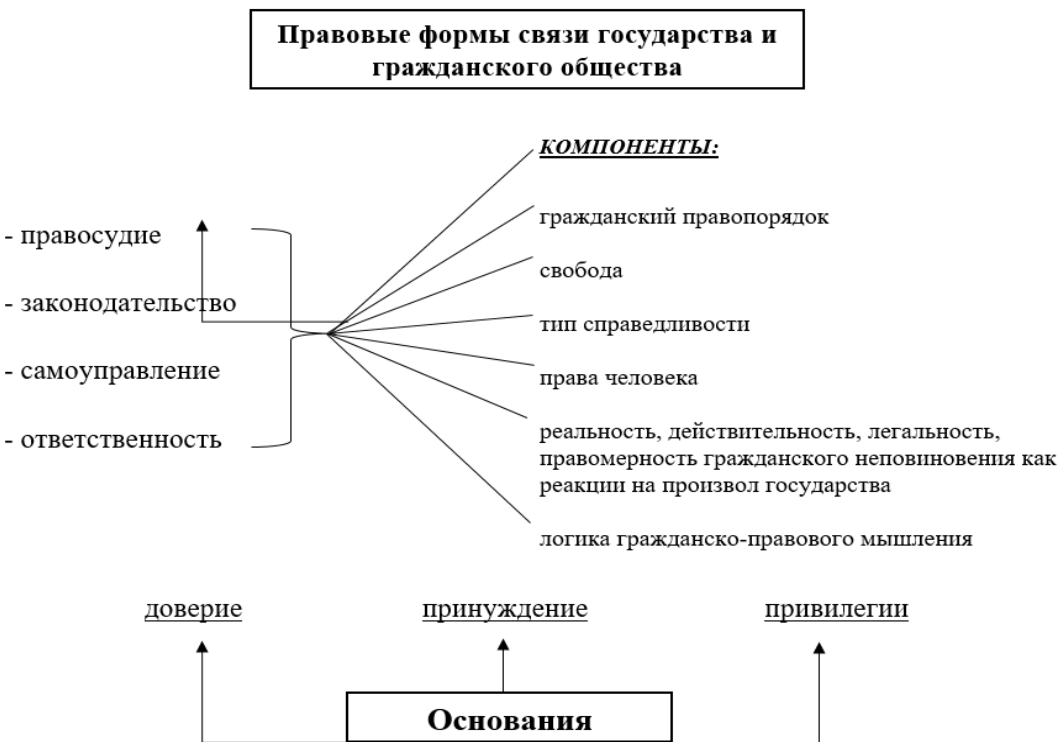 Правовые формы связи государства и
гражданского общества
КОМПОНЕНТЫ:
гражданский правопорядок
- правосудие
свобода
- законодательство
тип справедливости
- самоуправление
права человека
- ответственность
реальность, действительность, легальность,
правомерность гражданского неповиновения как
реакции на произвол государства
логика гражданско-правового мышления
доверие
принуждение
привилегии
Основания